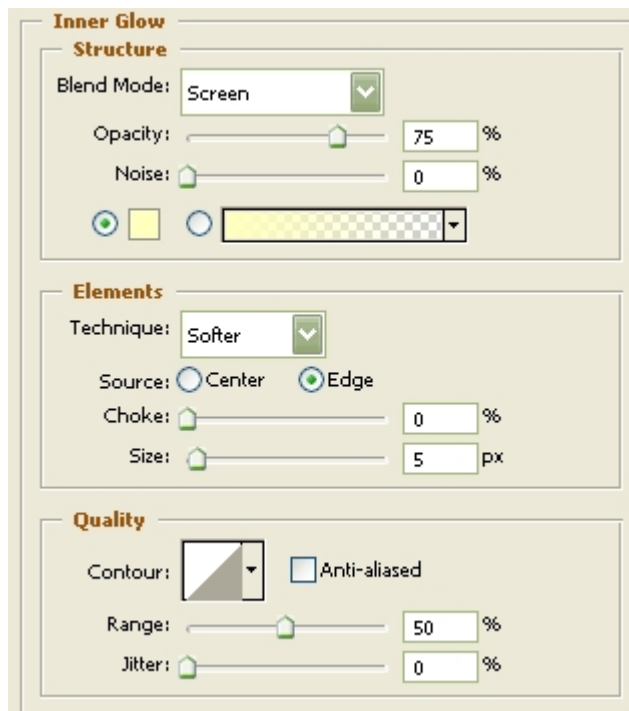 Inner Glow
Structure
Blend Mode: Screen
Opacity: 75 %
Noise: 0 %
Elements
Technique: Softer
Source: Center Edge
Choke: 0 %
Size: 5 px
Quality
Contour: Anti-aliased
Range: 50 %
Jitter: 0 %